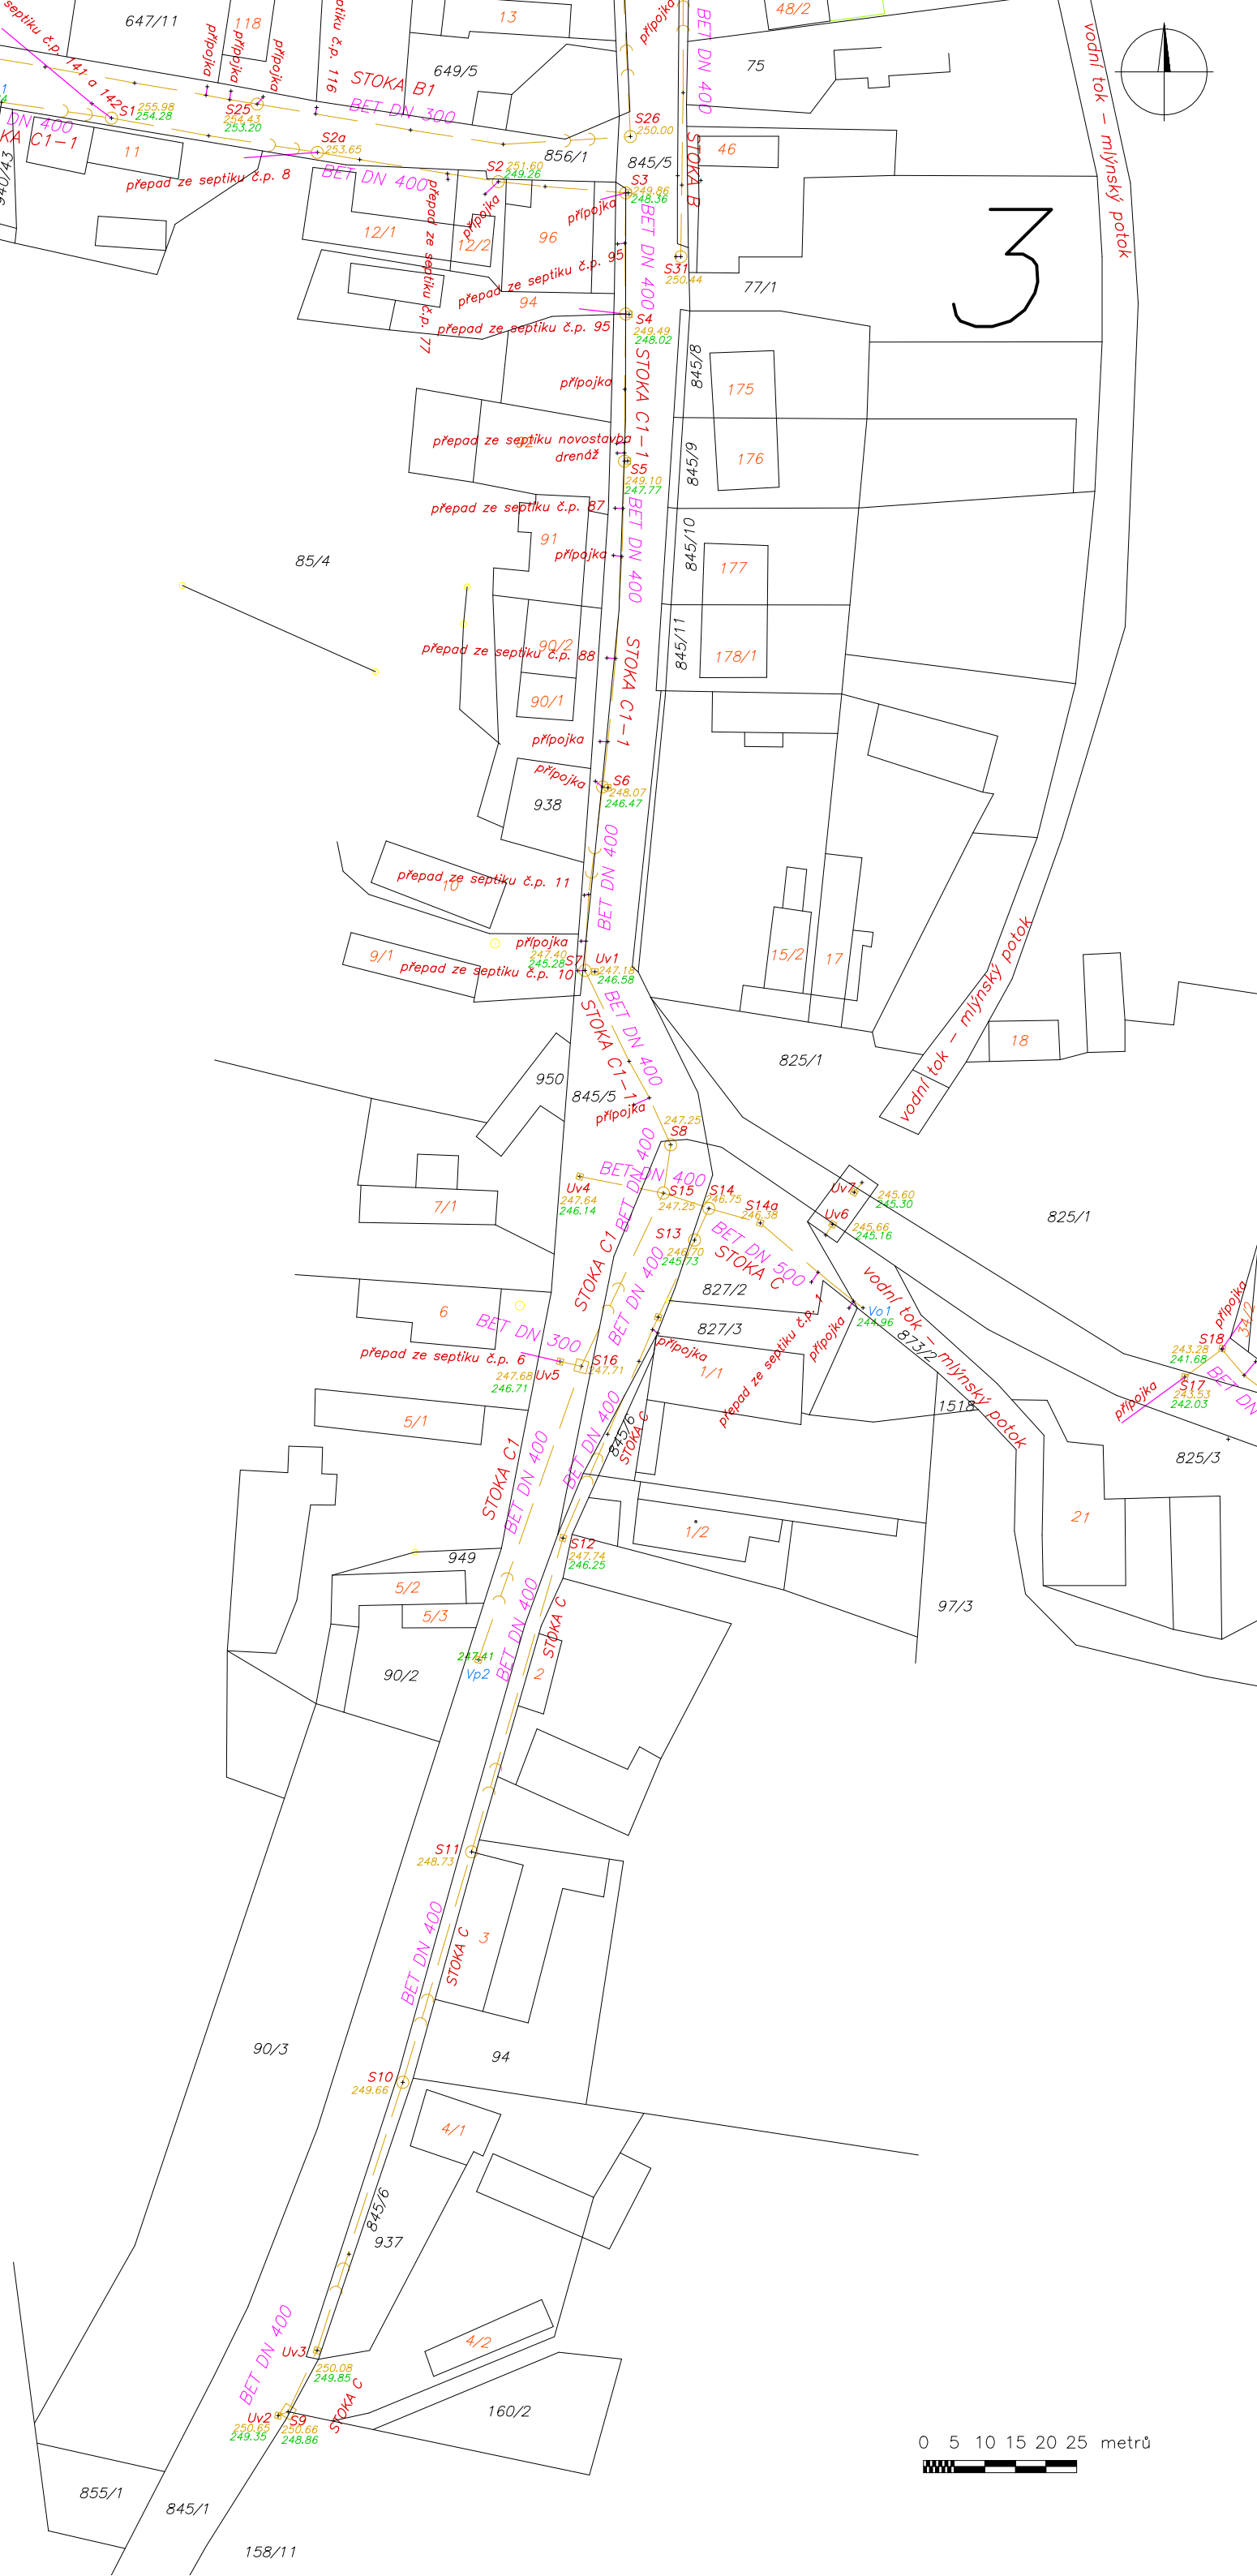 647/11
118
přípojka
přípojka
přípojka
septiku č.p. 141 a 142
STOKA B1
BET DN 300
649/5
13
přípojka
BET DN 400
48/2
75
vodní tok – mlýnský potok
S1
255.98
254.28
S25
254.43
253.20
DN 400
KA C1-1
11
940/43
přepad ze septiku č.p. 8
S2a
253.65
BET DN 400
856/1
S26
250.00
845/5
46
STOKA B
S2
251.60
249.26
S3
249.86
248.36
přípojka
přípojka
12/1
12/2
96
94
přepad ze septiku č.p. 77
přepad ze septiku č.p. 95
přepad ze septiku č.p. 95
BET DN 400
S31
250.44
77/1
3
S4
249.49
248.02
845/8
175
přípojka
STOKA C1-1
92
přepad ze septiku novostavba
drenáž
845/9
176
S5
249.10
247.77
přepad ze septiku č.p. 87
91
přípojka
BET DN 400
845/10
177
85/4
90/2
přepad ze septiku č.p. 88
90/1
STOKA C1-1
845/11
178/1
přípojka
přípojka
S6
248.07
246.47
938
10
přepad ze septiku č.p. 11
BET DN 400
9/1
přípojka
247.40
245.28
S7
Uv1
247.18
246.58
přepad ze septiku č.p. 10
15/2
17
18
vodní tok – mlýnský potok
STOKA C1-1
BET DN 400
825/1
950
845/5
přípojka
247.25
S8
BET DN 400
BET DN 400
Uv4
247.64
246.14
S15
247.25
S14
246.75
S14a
246.38
Uv7
245.60
245.30
Uv6
245.66
245.16
825/1
7/1
S13
246.70
245.73
BET DN 500
STOKA C
STOKA C1
BET DN 400
827/2
827/3
vodní tok – mlýnský potok
Vo1
244.96
873/2
6
BET DN 300
přepad ze septiku č.p. 6
Uv5
247.68
246.71
S16
247.71
přípojka
1/1
přepad ze septiku č.p. 1
přípojka
přípojka
34/2
S18
243.28
241.68
S17
243.53
242.03
BET DN
přípojka
5/1
1518
825/3
STOKA C1
BET DN 400
BET DN 400
845/6
STOKA C
1/2
21
S12
247.74
246.25
949
5/2
5/3
97/3
BET DN 400
STOKA C
247.41
Vp2
90/2
2
S11
248.73
3
BET DN 400
STOKA C
90/3
94
S10
249.66
4/1
845/6
937
4/2
Uv3
250.08
249.85
BET DN 400
STOKA C
Uv2
250.65
249.35
S9
250.66
248.86
160/2
0 5 10 15 20 25 metrů
855/1
845/1
158/11